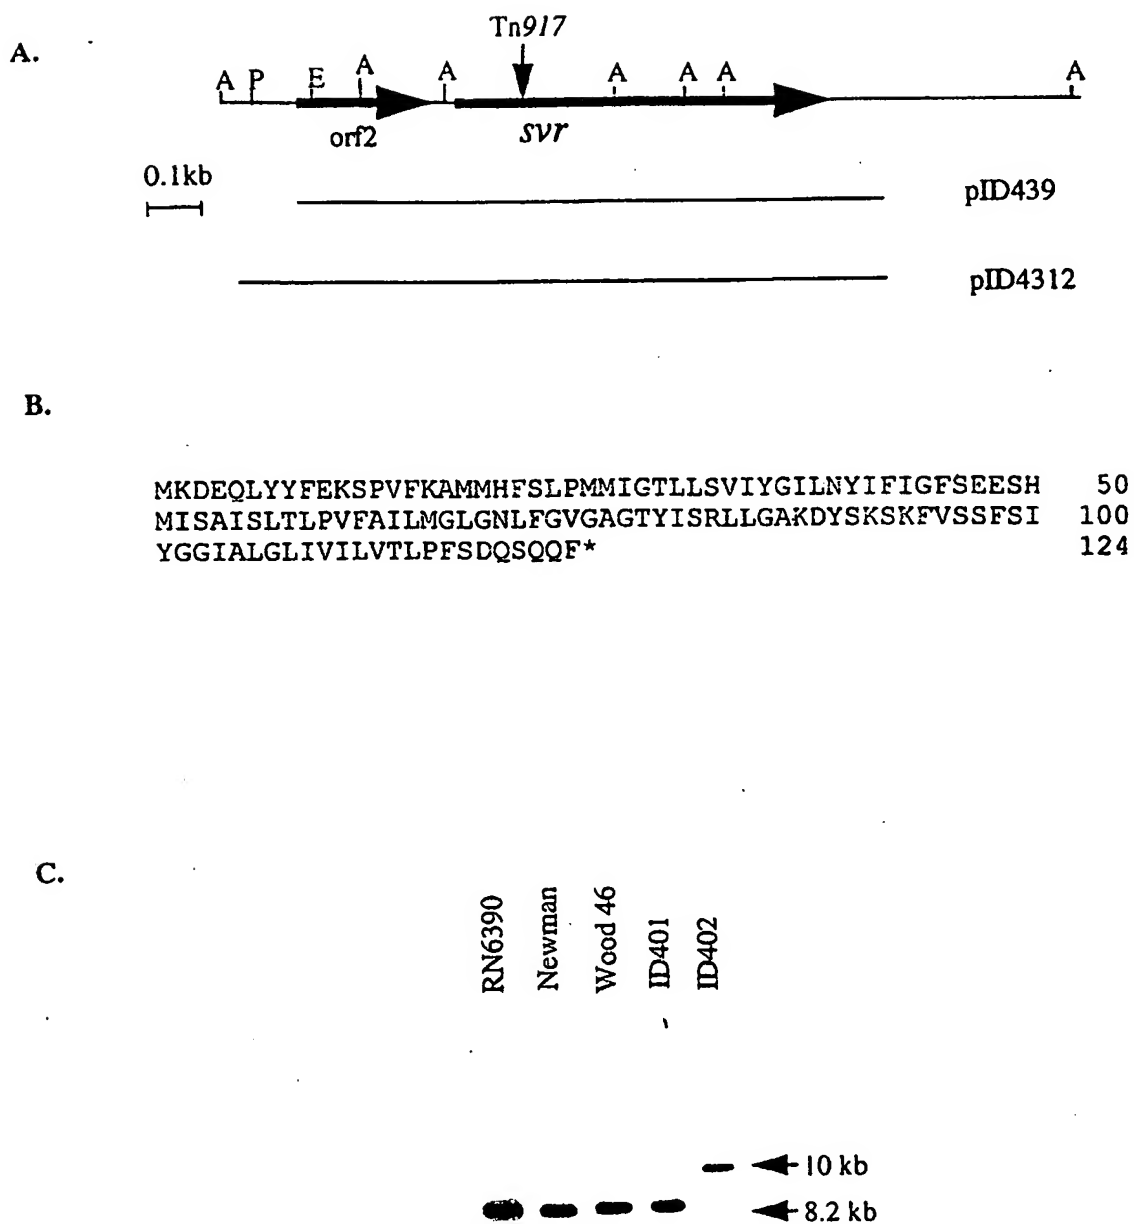 A.
Tn917
A P E A A A A A A
orf2 svr
0.1kb
pID439
pID4312
B.
MKDEQLYYFEKSPVFKAMMHFSLPMMIGTLLSVIYGILNYIFIGFSEESH 50
MISAISLTLPVFAILMGLGNLFGVGAGTYISRLLGAKDYSKSKFVSSFSI 100
YGGIALGLIVILVTLPFSDQSQQF* 124
C.
RN6390
Newman
Wood 46
ID401
ID402
10 kb
8.2 kb